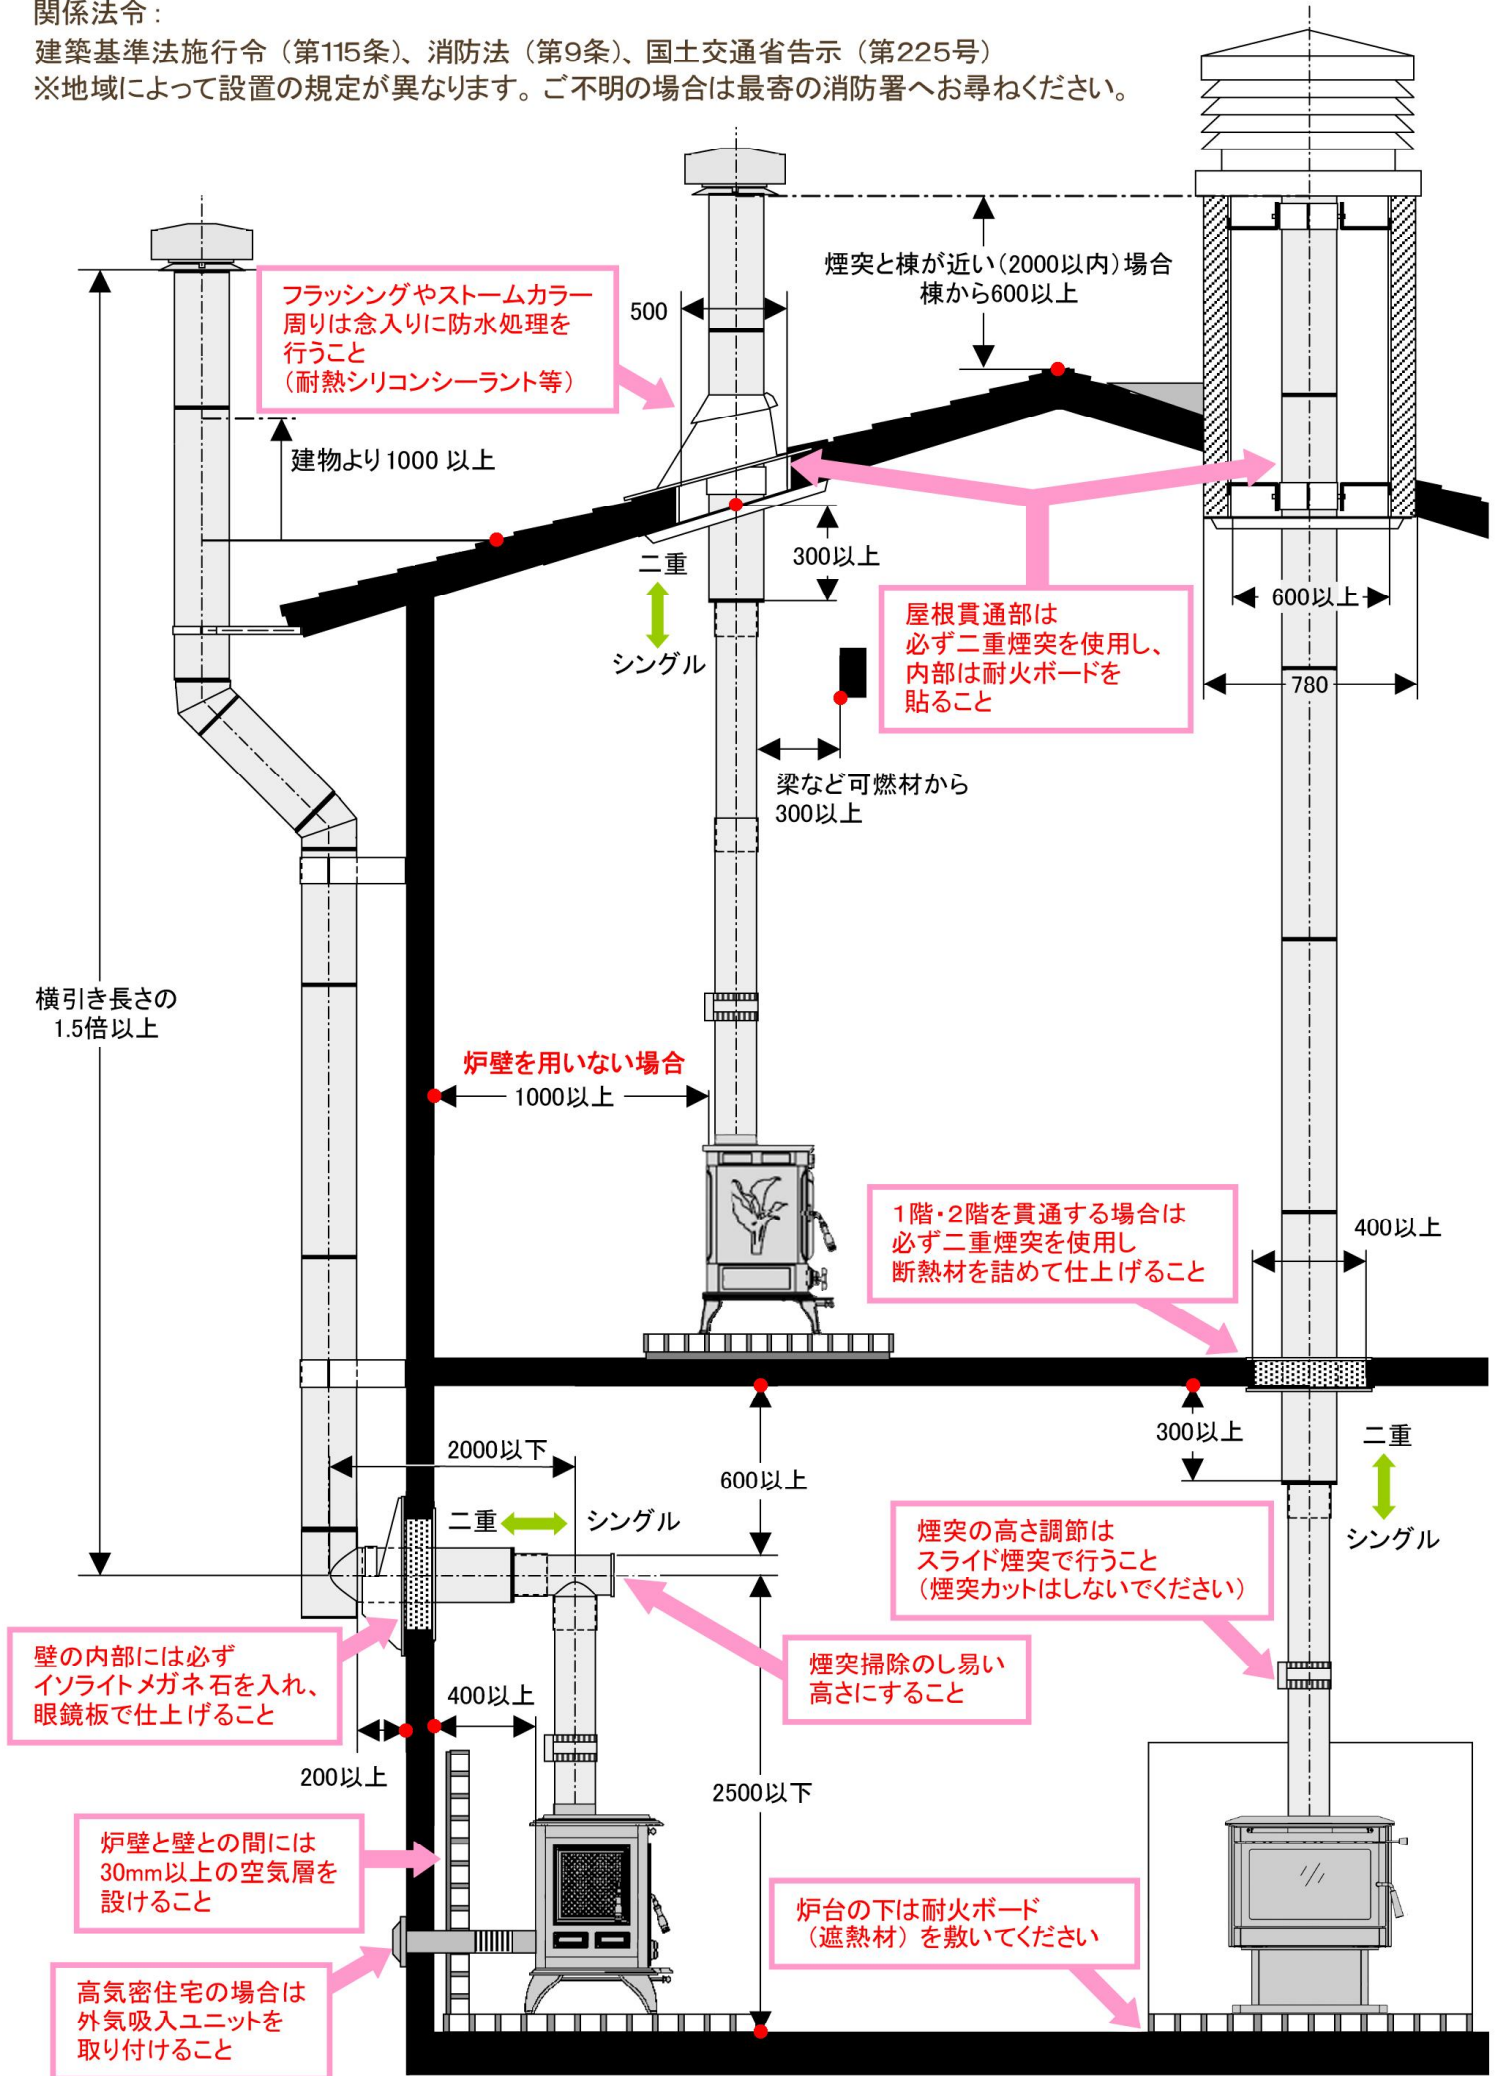 関係法令：
建築基準法施行令（第115条）、消防法（第9条）、国土交通省告示（第225号）
※地域によって設置の規定が異なります。ご不明の場合は最寄の消防署へお尋ねください。
煙突と棟が近い（2000以内）場合
棟から600以上
フラッシングやストームカラー
周りは念入りに防水処理を
行うこと
（耐熱シリコンシーラント等）
500
建物より1000 以上
二重
シングル
300以上
屋根貫通部は
必ず二重煙突を使用し、
内部は耐火ボードを
貼ること
600以上
780
梁など可燃材から
300以上
横引き長さの
1.5倍以上
炉壁を用いない場合
1000以上
1階・2階を貫通する場合は
必ず二重煙突を使用し
断熱材を詰めて仕上げること
400以上
300以上
二重
シングル
2000以下
600以上
二重
シングル
煙突の高さ調節は
スライド煙突で行うこと
（煙突カットはしないでください）
壁の内部には必ず
イソライトメガネ石を入れ、
眼鏡板で仕上げること
煙突掃除のし易い
高さにすること
400以上
200以上
2500以下
炉壁と壁との間には
30mm以上の空気層を
設けること
炉台の下は耐火ボード
（遮熱材）を敷いてください
高気密住宅の場合は
外気吸入ユニットを
取り付けること